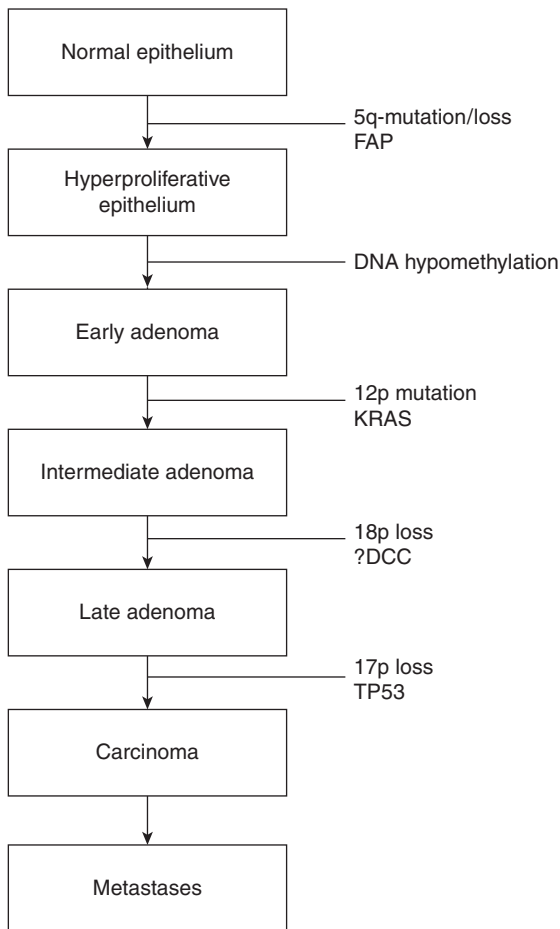 Normal epithelium
5q-mutation/loss
FAP
Hyperproliferative
epithelium
DNA hypomethylation
Early adenoma
12p mutation
KRAS
Intermediate adenoma
18p loss
?DCC
Late adenoma
17p loss
TP53
Carcinoma
Metastases